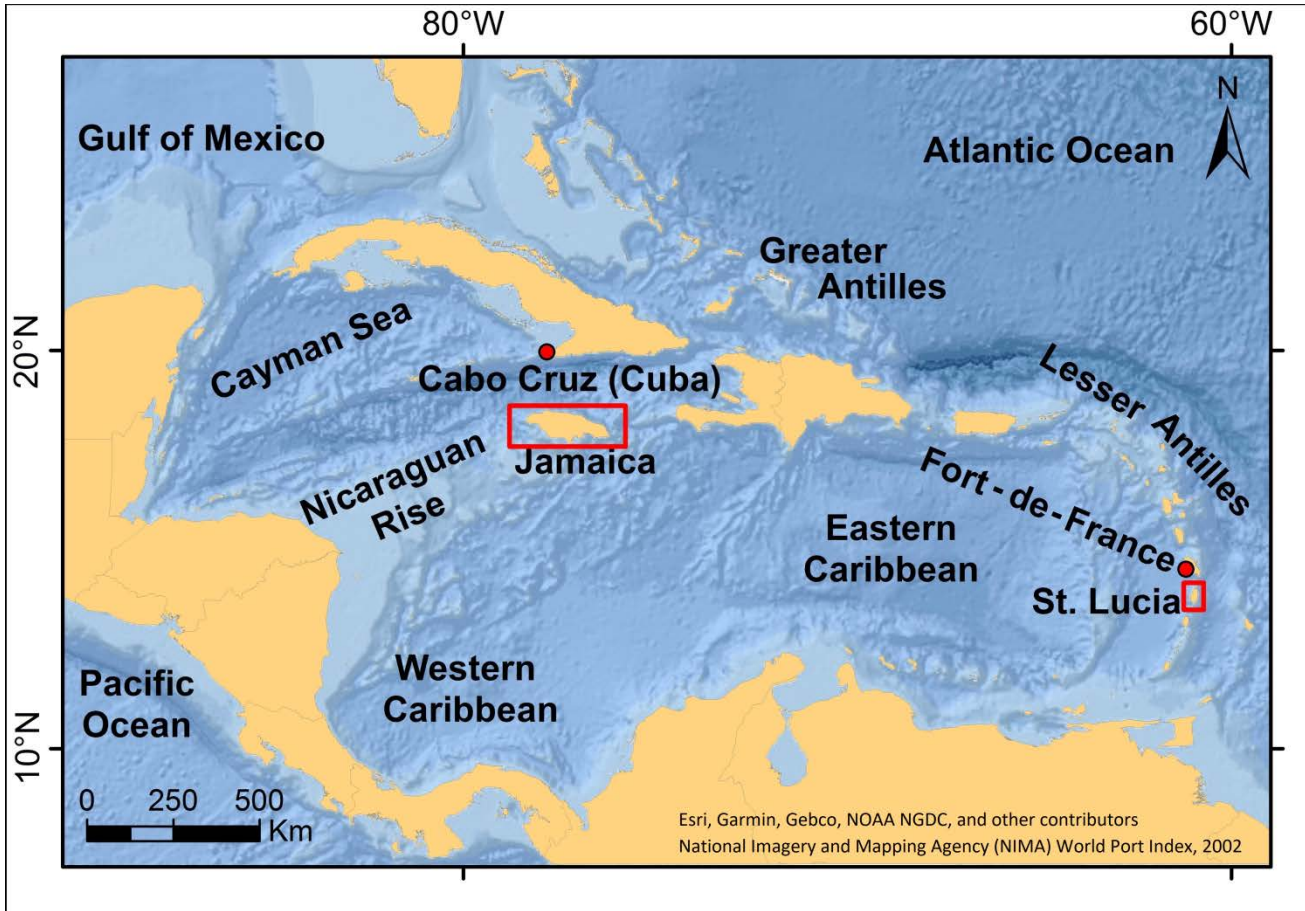 80°W
60°W
N
Gulf of Mexico
Atlantic Ocean
Greater
Antilles
20°N
Cayman Sea
Cabo Cruz (Cuba)
Lesser Antilles
Jamaica
Nicaraguan
Rise
Fort-de-France
Eastern
Caribbean
St. Lucia
Western
Caribbean
Pacific
Ocean
10°N
0 250 500
Km
Esri, Garmin, Gebco, NOAA NGDC, and other contributors
National Imagery and Mapping Agency (NIMA) World Port Index, 2002